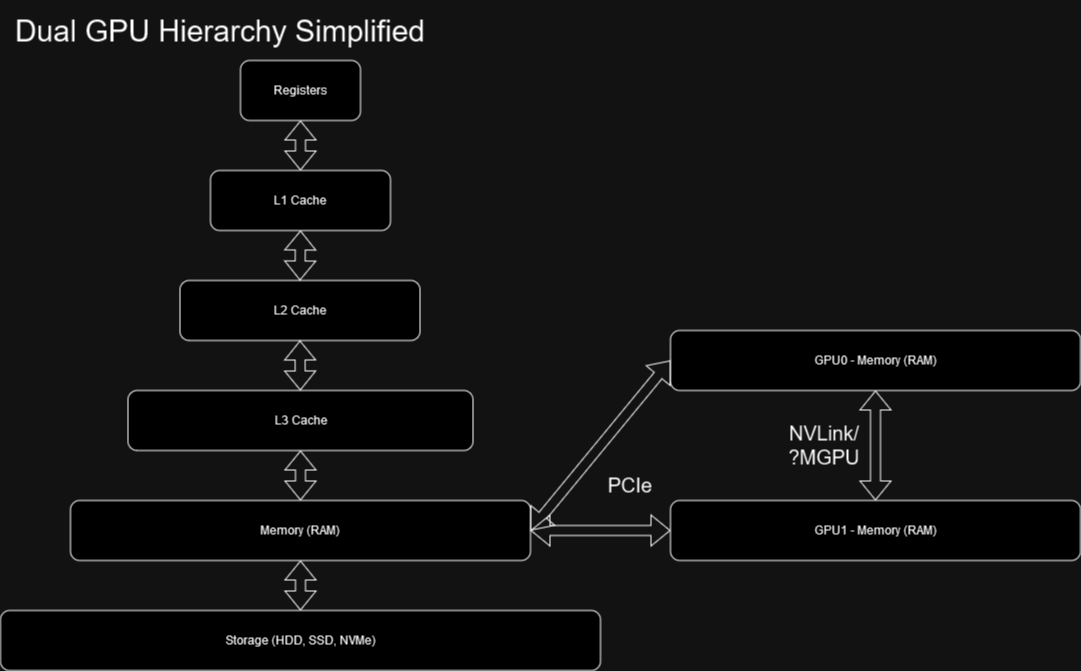 Dual GPU Hierarchy Simplified
Registers
L1 Cache
L2 Cache
L3 Cache
Memory (RAM)
Storage (HDD, SSD, NVMe)
PCIe
GPU0 - Memory (RAM)
NVLink/
?MGPU
GPU1 - Memory (RAM)